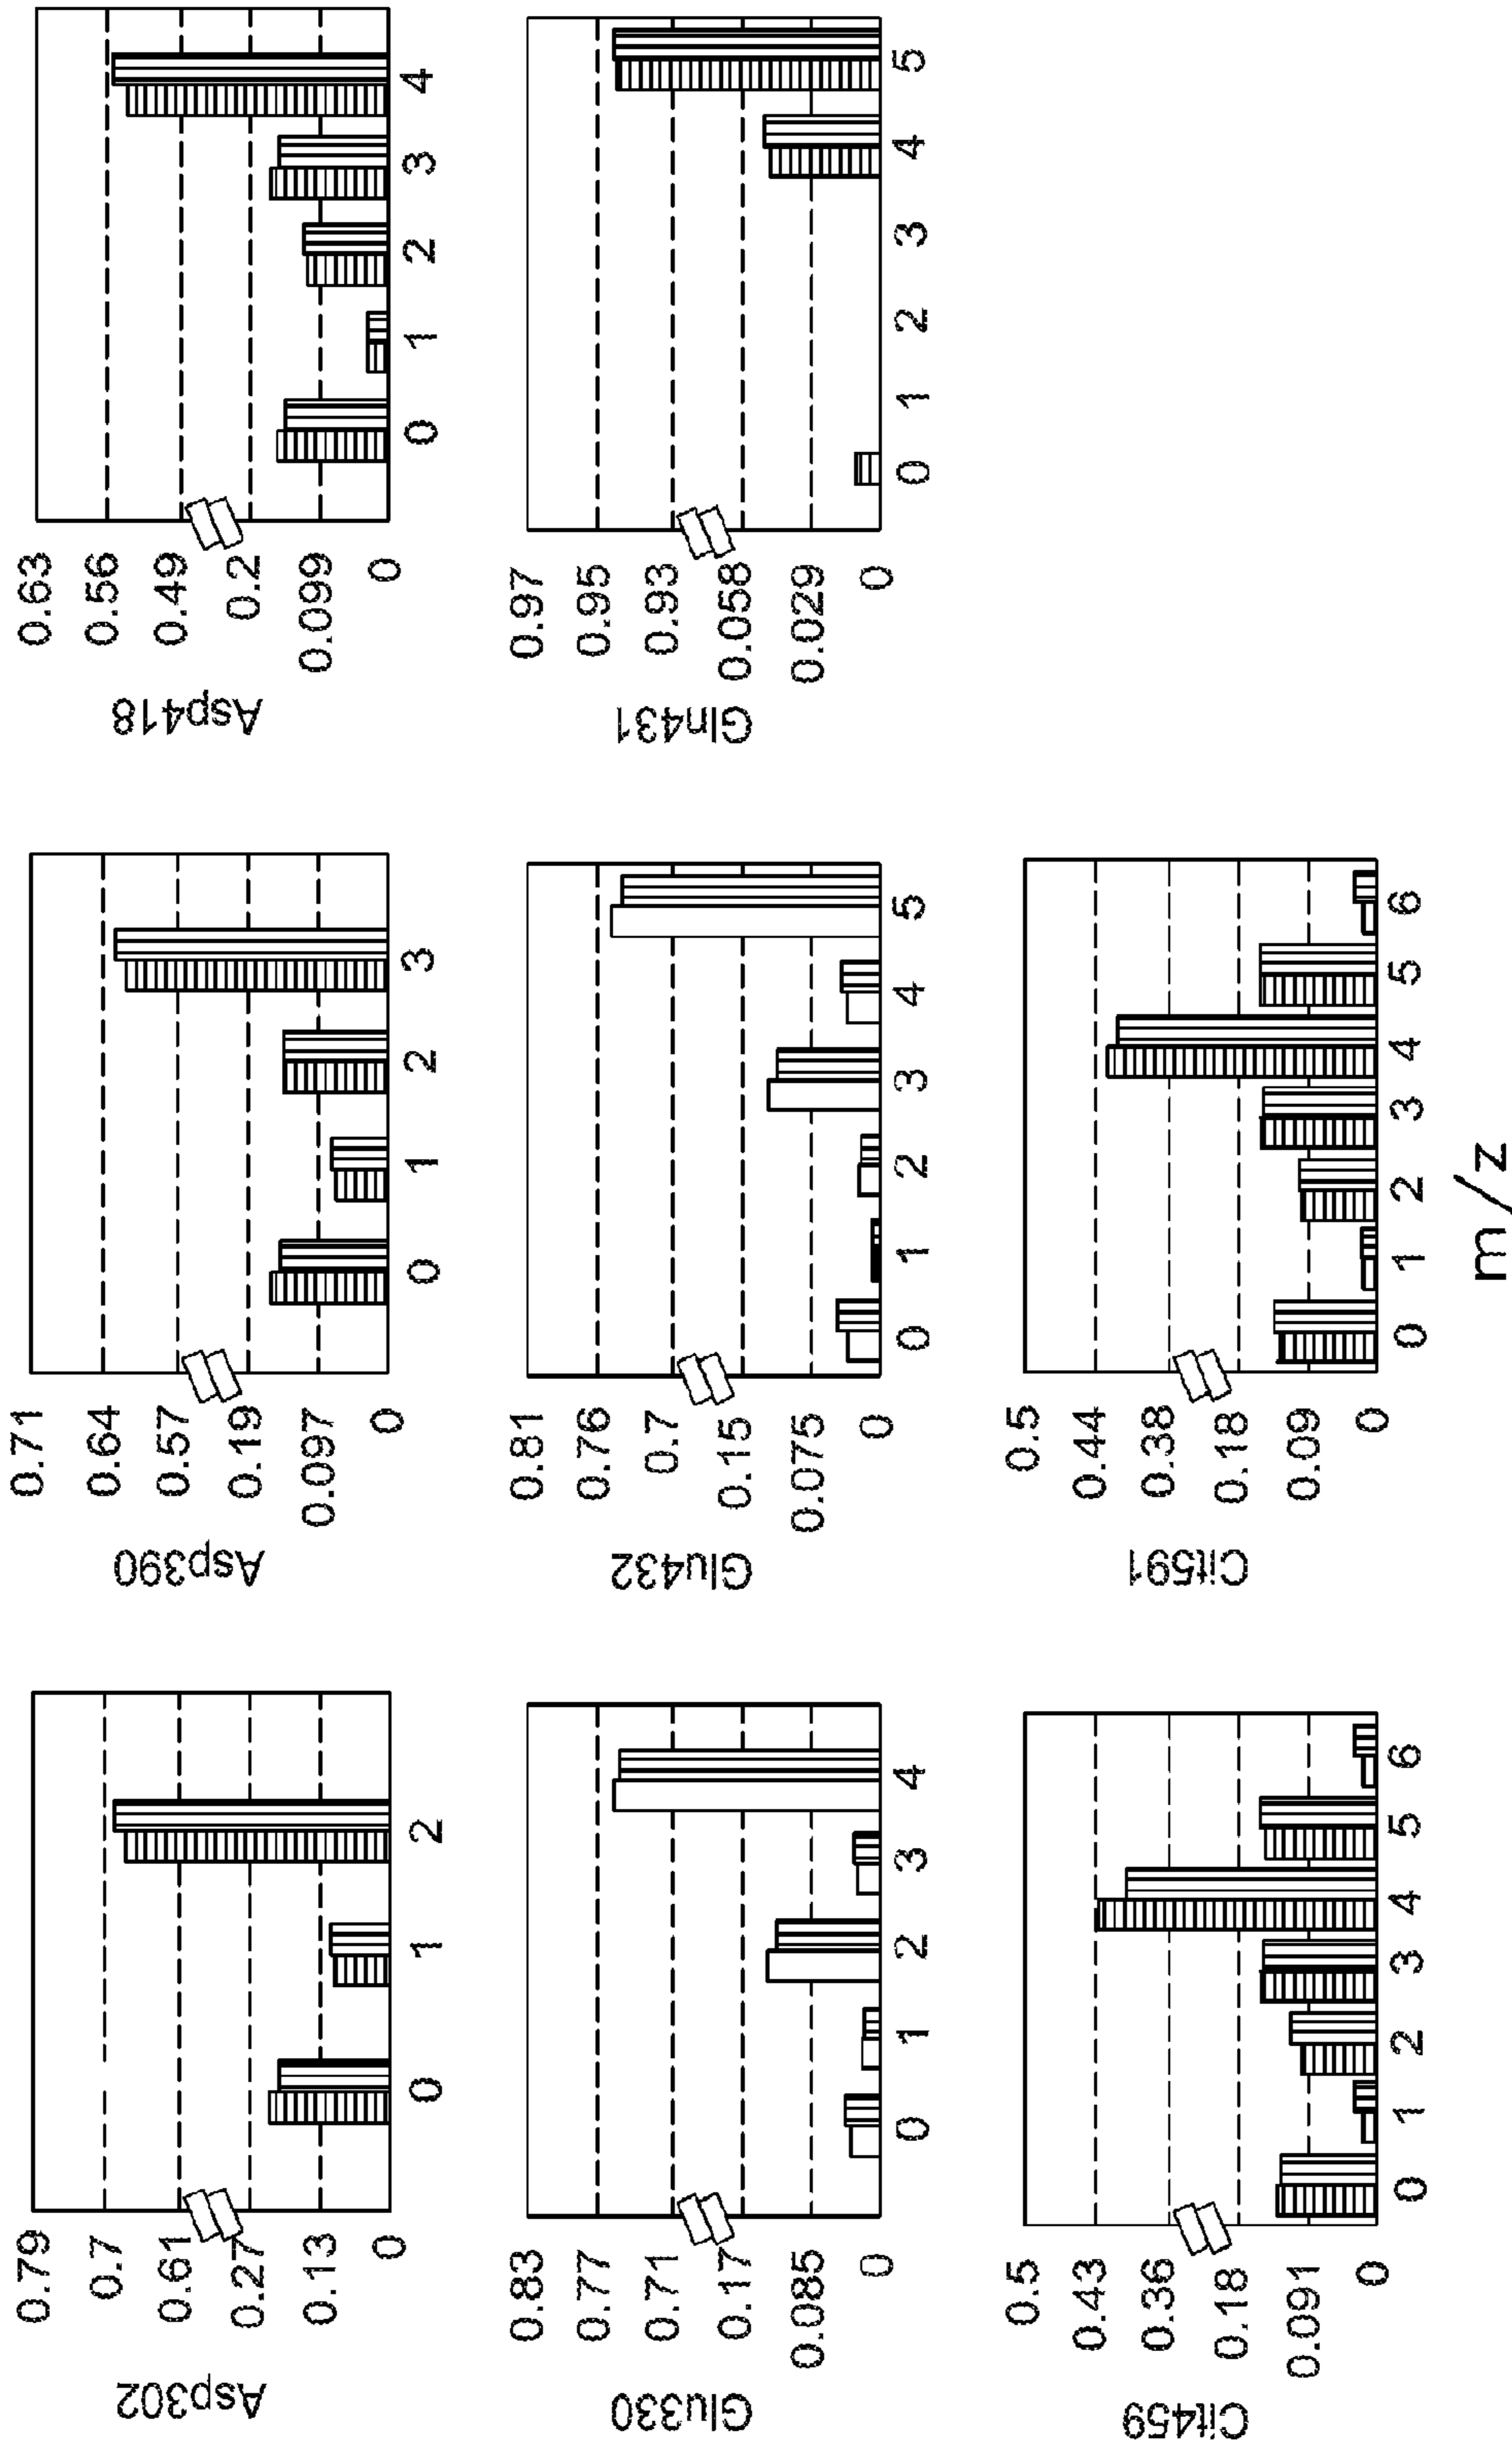 Asp302
0.79
0.7
0.61
0.27
0.13
0
0 1 2
Asp390
0.71
0.64
0.57
0.19
0.097
0
0 1 2 3
Asp418
0.63
0.56
0.49
0.2
0.099
0
0 1 2 3 4
Glu330
0.83
0.77
0.71
0.17
0.085
0
0 1 2 3 4
Glu432
0.81
0.76
0.7
0.15
0.075
0
0 1 2 3 4 5
Gln431
0.97
0.95
0.93
0.058
0.029
0
0 1 2 3 4 5
Cit459
0.5
0.43
0.36
0.18
0.091
0
0 1 2 3 4 5 6
Cit591
0.5
0.44
0.38
0.18
0.09
0
0 1 2 3 4 5 6
m/z